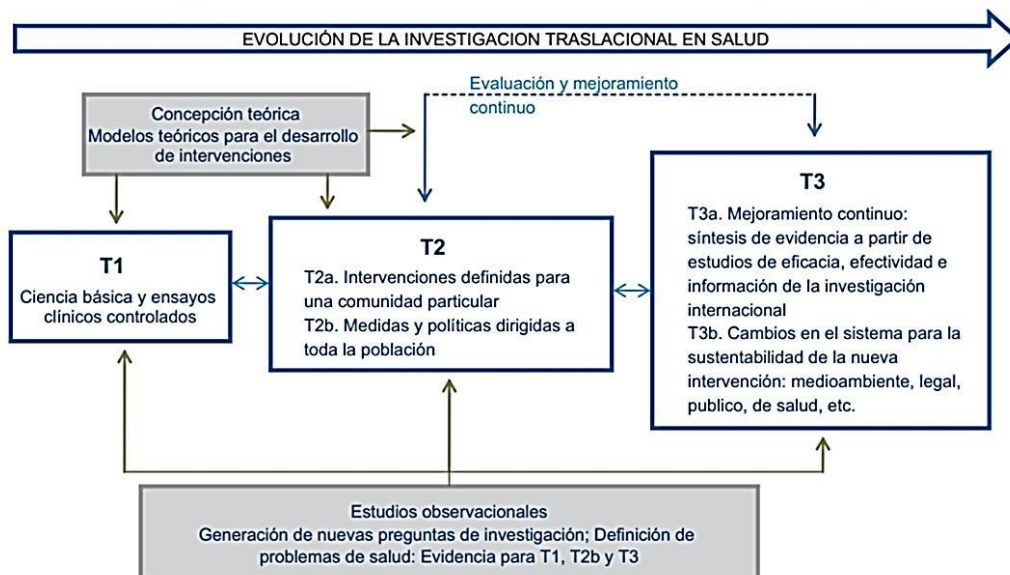 EVOLUCIÓN DE LA INVESTIGACION TRASLACIONAL EN SALUD
Evaluación y mejoramiento
continuo
Concepción teórica
Modelos teóricos para el desarrollo
de intervenciones
T1
Ciencia básica y ensayos
clínicos controlados
T2
T2a. Intervenciones definidas para
una comunidad particular
T2b. Medidas y políticas dirigidas a
toda la población
T3
T3a. Mejoramiento continuo:
síntesis de evidencia a partir de
estudios de eficacia, efectividad e
información de la investigación
internacional
T3b. Cambios en el sistema para la
sustentabilidad de la nueva
intervención: medioambiente, legal,
publico, de salud, etc.
Estudios observacionales
Generación de nuevas preguntas de investigación; Definición de
problemas de salud: Evidencia para T1, T2b y T3